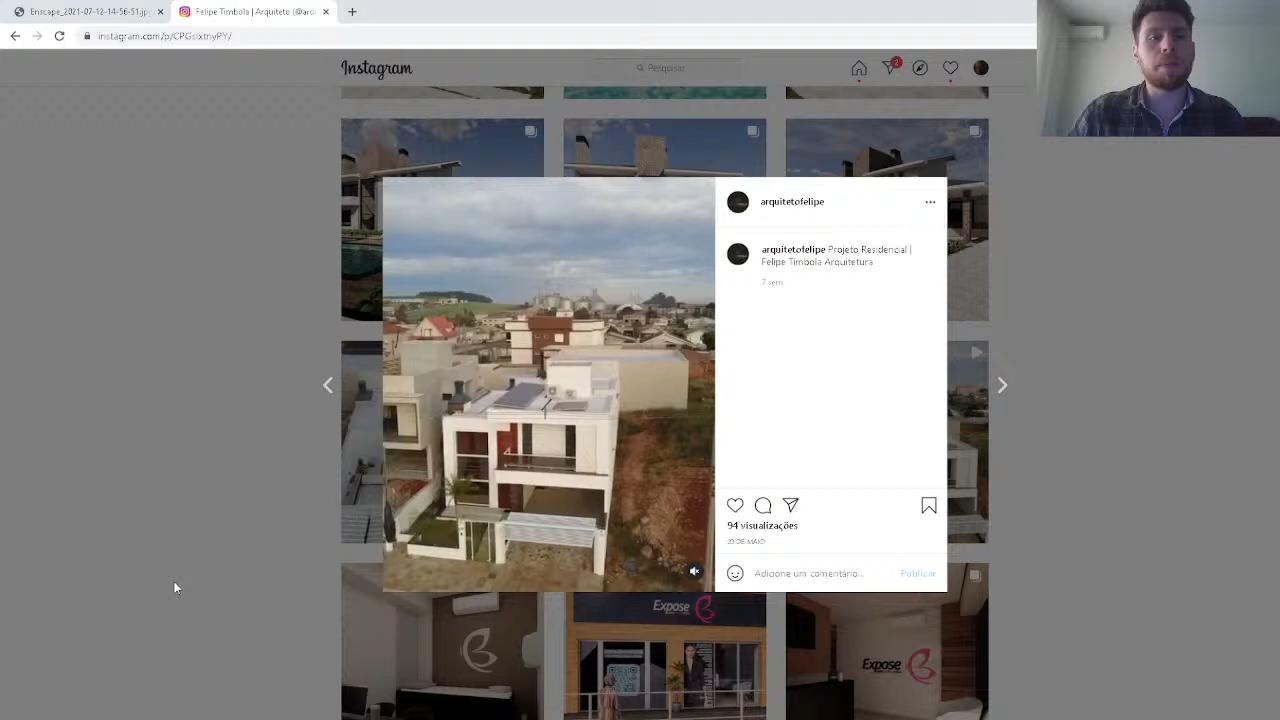 Enscape_2021-07-12-14-56-51.jpg
Felipe Timbola | Arquiteto (@arq
instagram.com/p/CPGsIxtnyPY/
Instagram
Pesquisar
2
arquitetofelipe
arquitetofelipe Projeto Residencial |
Felipe Timbola Arquitetura
7 sem
94 visualizações
20 DE MAIO
Adicione um comentário...
Publicar
Expose
Expose